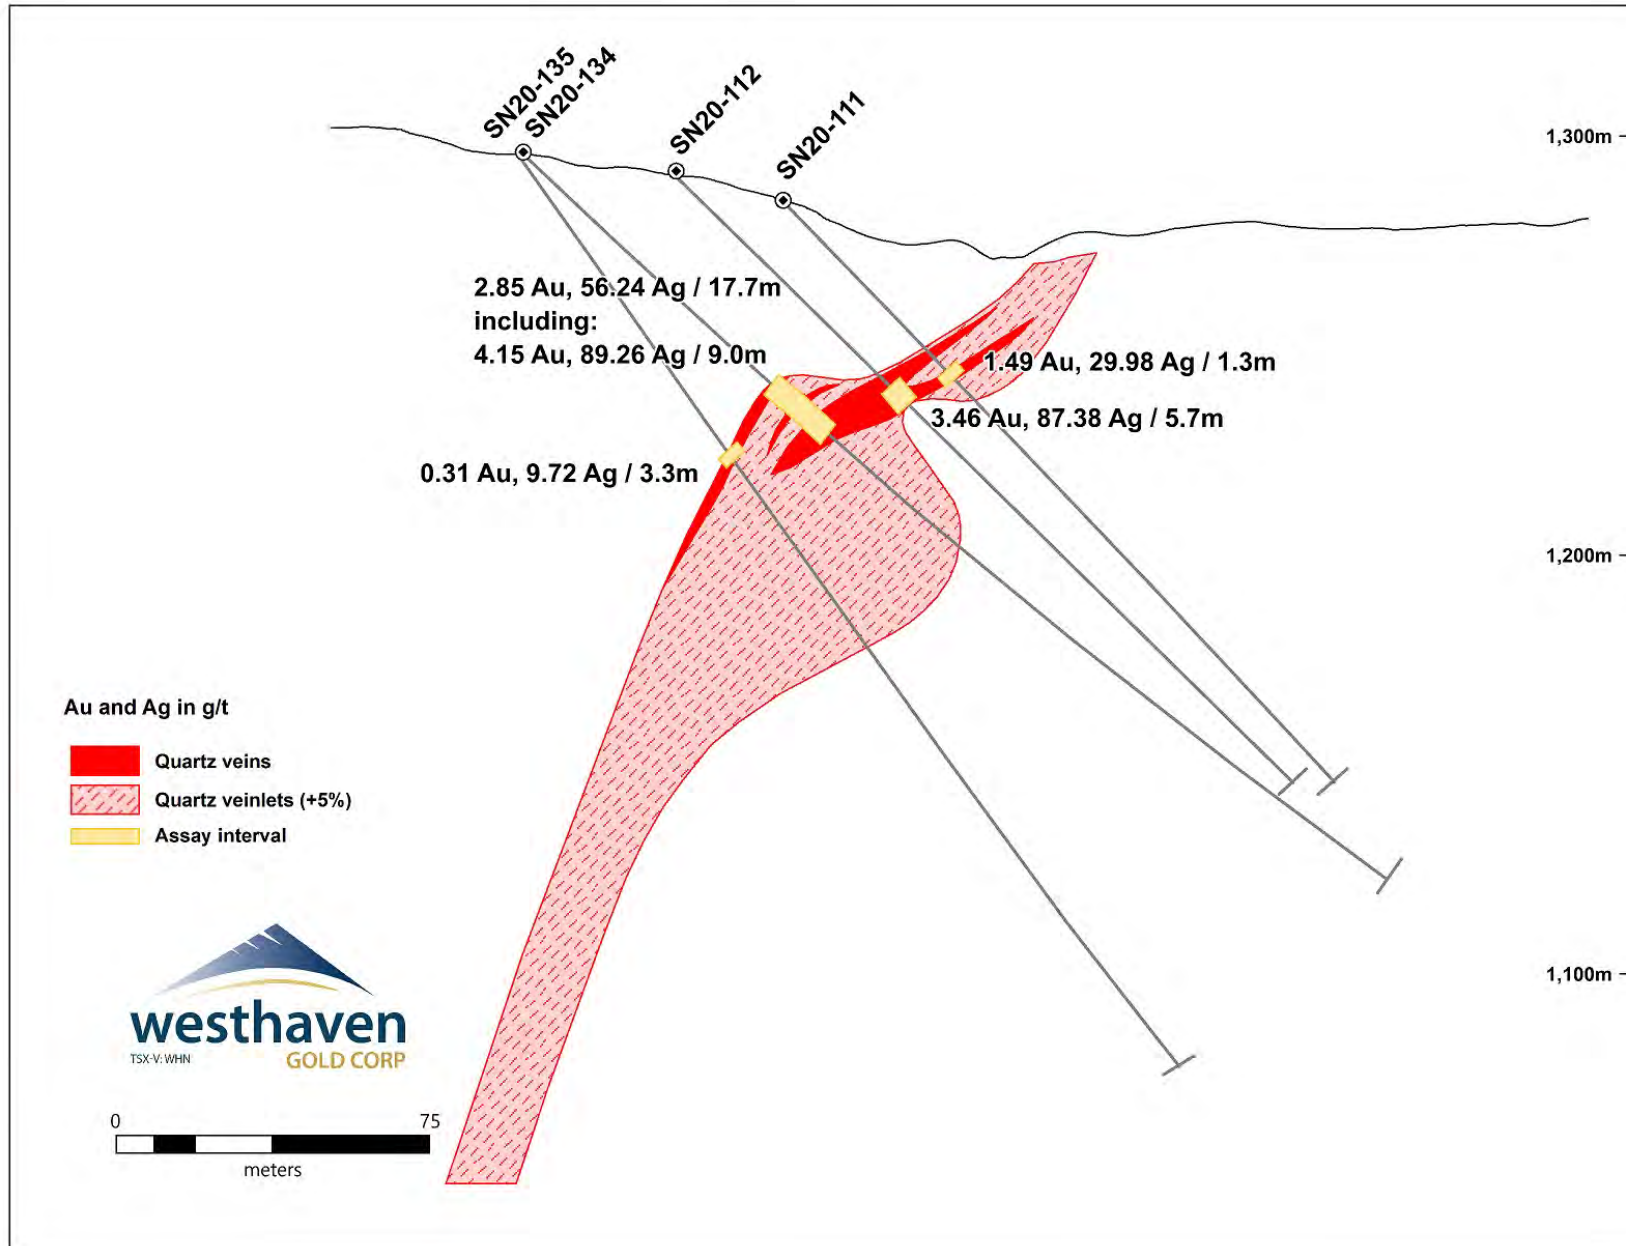 SN20-135
SN20-134
SN20-112
SN20-111
1,300m
2.85 Au, 56.24 Ag / 17.7m
including:
4.15 Au, 89.26 Ag / 9.0m
1.49 Au, 29.98 Ag / 1.3m
3.46 Au, 87.38 Ag / 5.7m
0.31 Au, 9.72 Ag / 3.3m
1,200m
Au and Ag in g/t
Quartz veins
Quartz veinlets (+5%)
Assay interval
1,100m
westhaven
TSX-V: WHN
GOLD CORP
0 75
meters